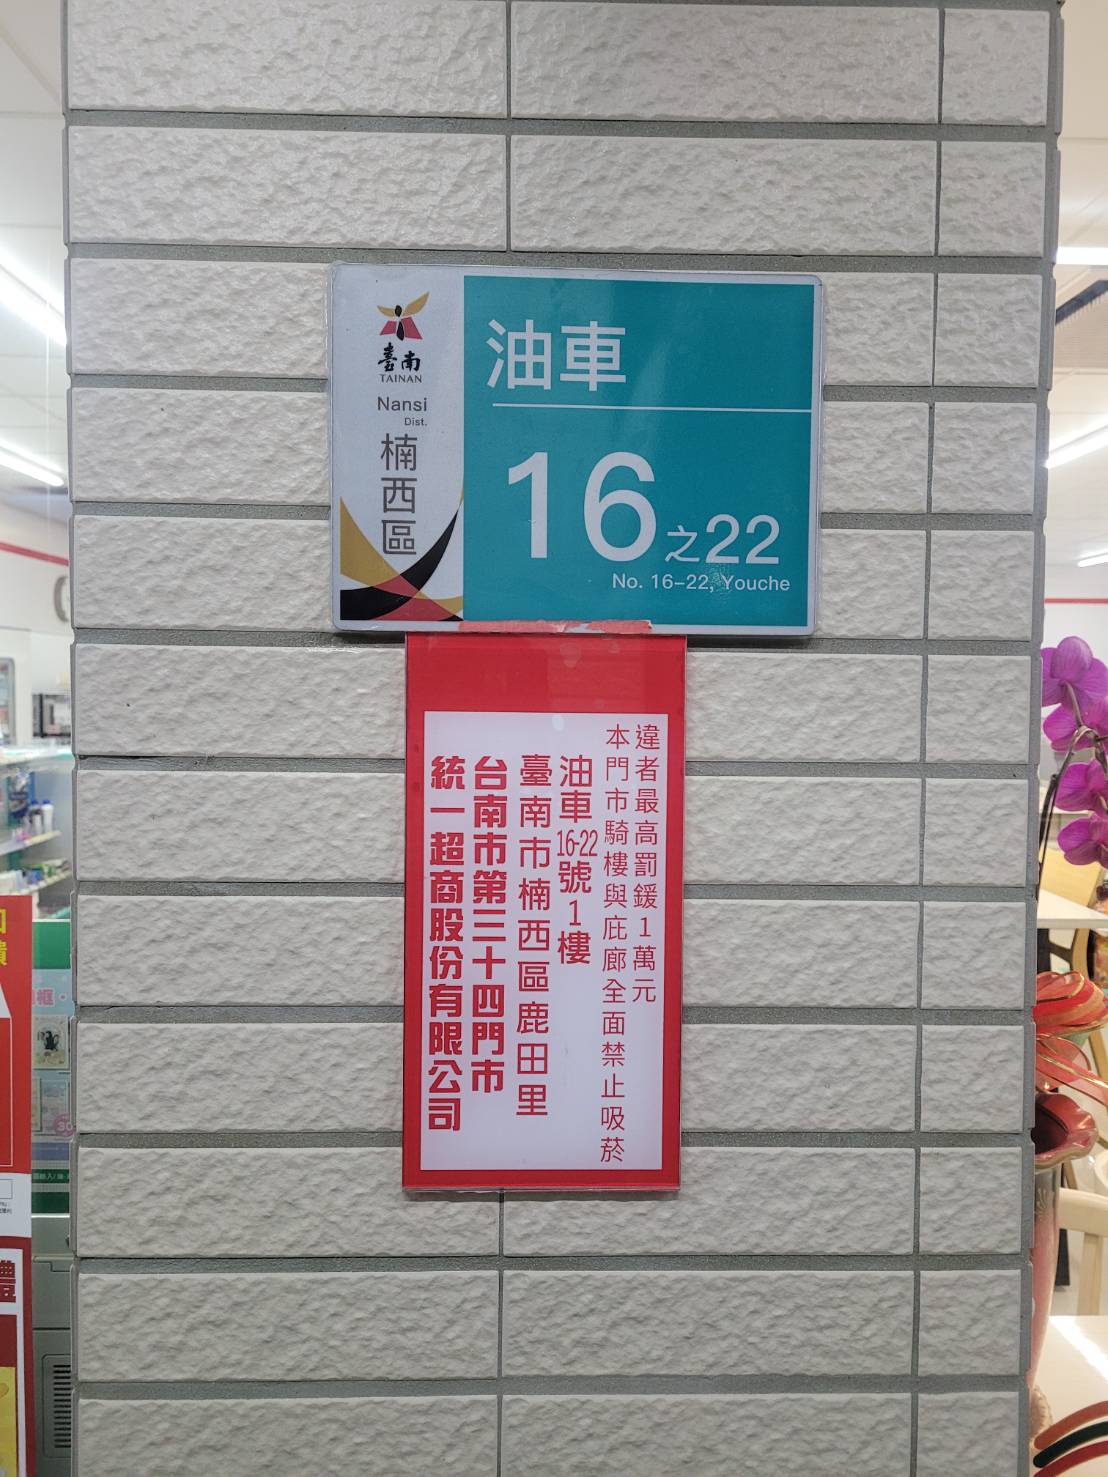 臺南
TAINAN
Nansi
Dist.
楠西區
油車
16之22
No. 16-22, Youche
違者最高罰鍰1萬元
本門市騎樓與庇廊全面禁止吸菸
油車16-22號1樓
臺南市楠西區鹿田里
台南市第三十四門市
統一超商股份有限公司
30